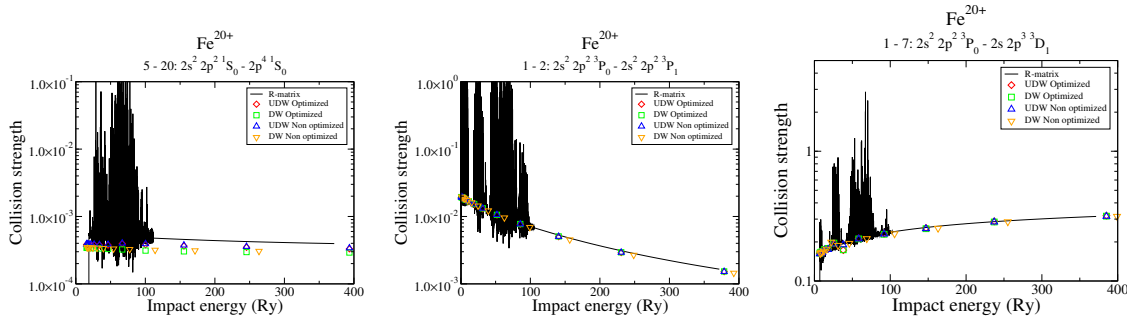 Fe²⁰⁺
5 - 20: 2s² 2p² ¹S₀ - 2p⁴ ¹S₀
1.0×10⁻¹
1.0×10⁻²
1.0×10⁻³
1.0×10⁻⁴
Collision strength
R-matrix
UDW Optimized
DW Optimized
UDW Non optimized
DW Non optimized
0 100 200 300 400
Impact energy (Ry)
Fe²⁰⁺
1 - 2: 2s² 2p² ³P₀ - 2s² 2p² ³P₁
1.0×10⁰
1.0×10⁻¹
1.0×10⁻²
1.0×10⁻³
Collision strength
R-matrix
UDW Optimized
DW Optimized
UDW Non optimized
DW Non optimized
0 100 200 300 400
Impact energy (Ry)
Fe²⁰⁺
1 - 7: 2s² 2p² ³P₀ - 2s 2p³ ³D₁
1
0.1
Collision strength
R-matrix
UDW Optimized
DW Optimized
UDW Non optimized
DW Non optimized
0 100 200 300 400
Impact energy (Ry)